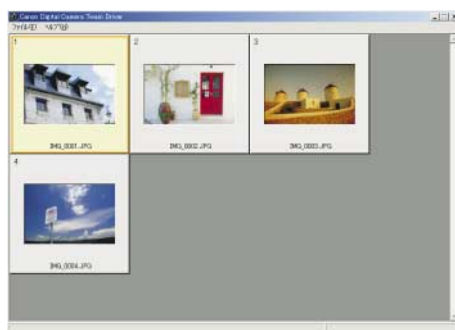 Canon Digital Camera Twain Driver
ファイル(F) ヘルプ(H)
1
2
3
IMG_0001.JPG
IMG_0002.JPG
IMG_0003.JPG
4
IMG_0004.JPG